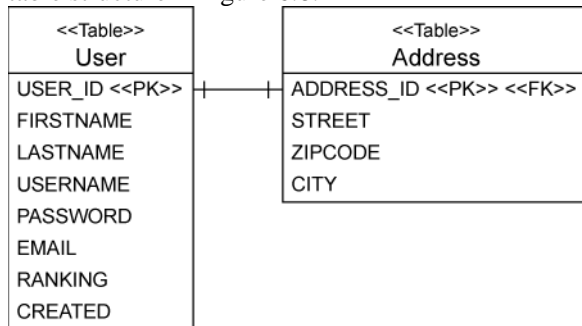 <<Table>>
User
USER_ID <<PK>>
FIRSTNAME
LASTNAME
USERNAME
PASSWORD
EMAIL
RANKING
CREATED
<<Table>>
Address
ADDRESS_ID <<PK>> <<FK>>
STREET
ZIPCODE
CITY